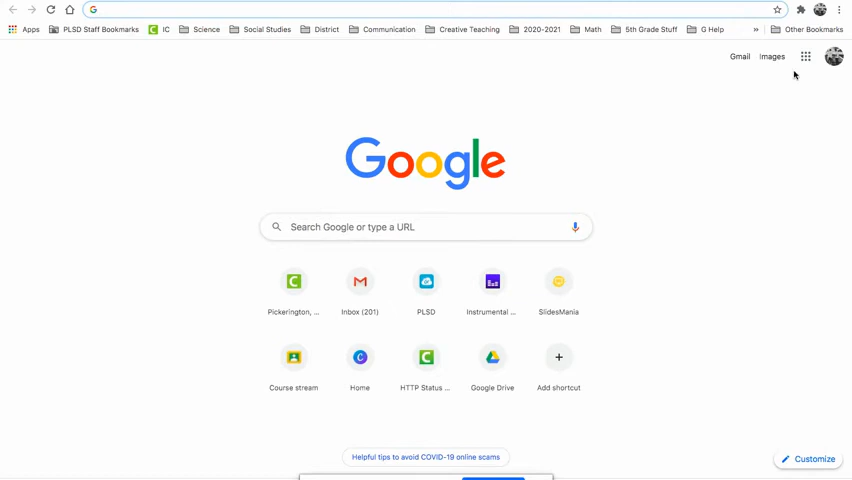 Apps PLSD Staff Bookmarks IC Science Social Studies District Communication Creative Teaching 2020-2021 Math 5th Grade Stuff G Help » Other Bookmarks
Gmail Images
Google
Search Google or type a URL
Pickerington, ... Inbox (201) PLSD Instrumental ... SlidesMania
Course stream Home HTTP Status ... Google Drive Add shortcut
Helpful tips to avoid COVID-19 online scams
Customize